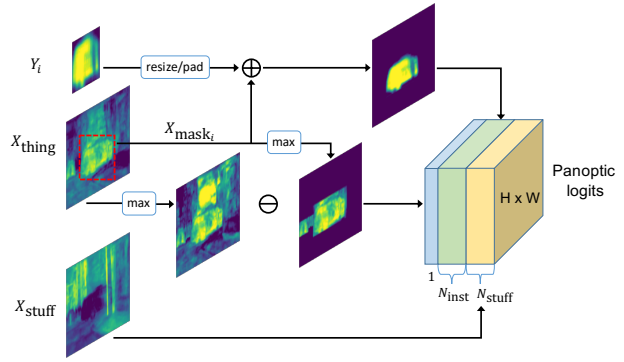 Y_i
resize/pad
⊕
X_thing
X_mask_i
max
max
⊖
Panoptic
logits
H x W
X_stuff
1
N_inst
N_stuff